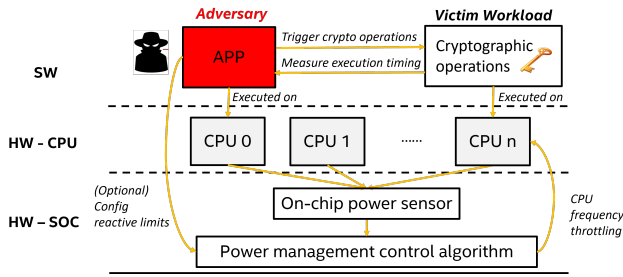 Adversary
Victim Workload
Trigger crypto operations
APP
Cryptographic
operations
Measure execution timing
SW
Executed on
Executed on
HW - CPU
CPU 0
CPU 1
......
CPU n
(Optional)
Config
reactive limits
On-chip power sensor
CPU
frequency
throttling
HW – SOC
Power management control algorithm